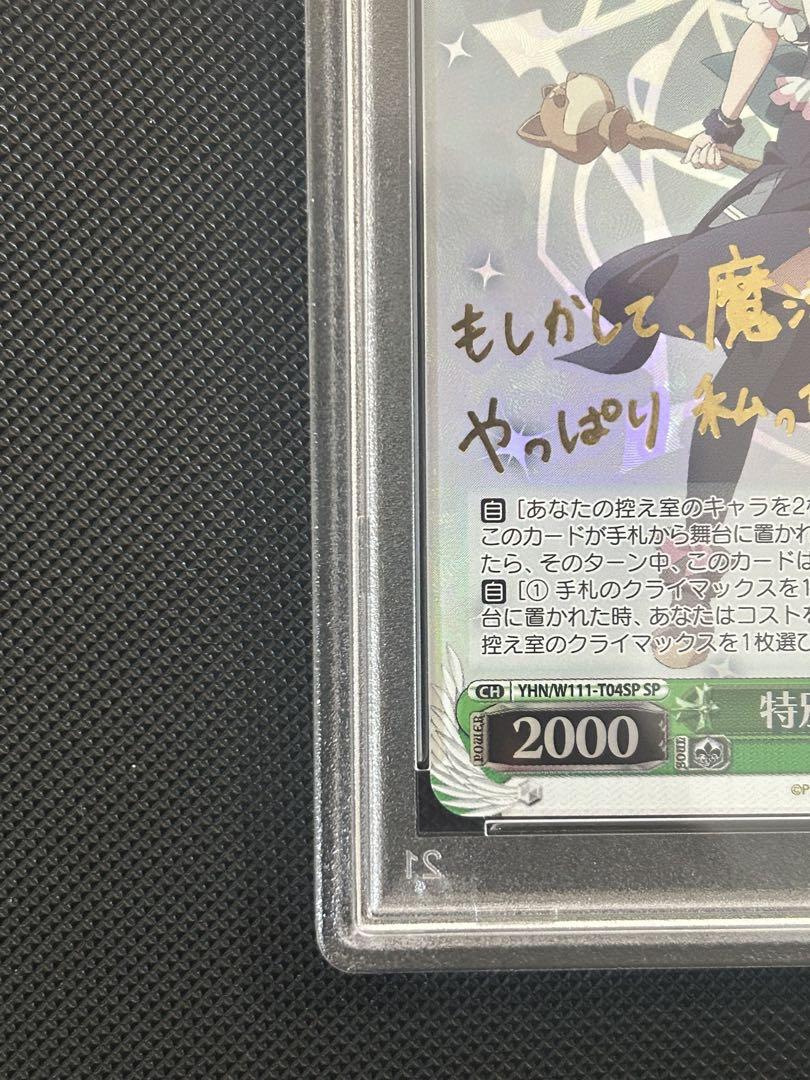 もしかして、魔法
やっぱり私っ
自[あなたの控え室のキャラを2
このカードが手札から舞台に置かれ
たら、そのターン中、このカードは
自[① 手札のクライマックスを1
台に置かれた時、あなたはコストを
控え室のクライマックスを1枚選び
CH YHN/W111-T04SP SP
POWER 2000 SOUL 特別
©P
21